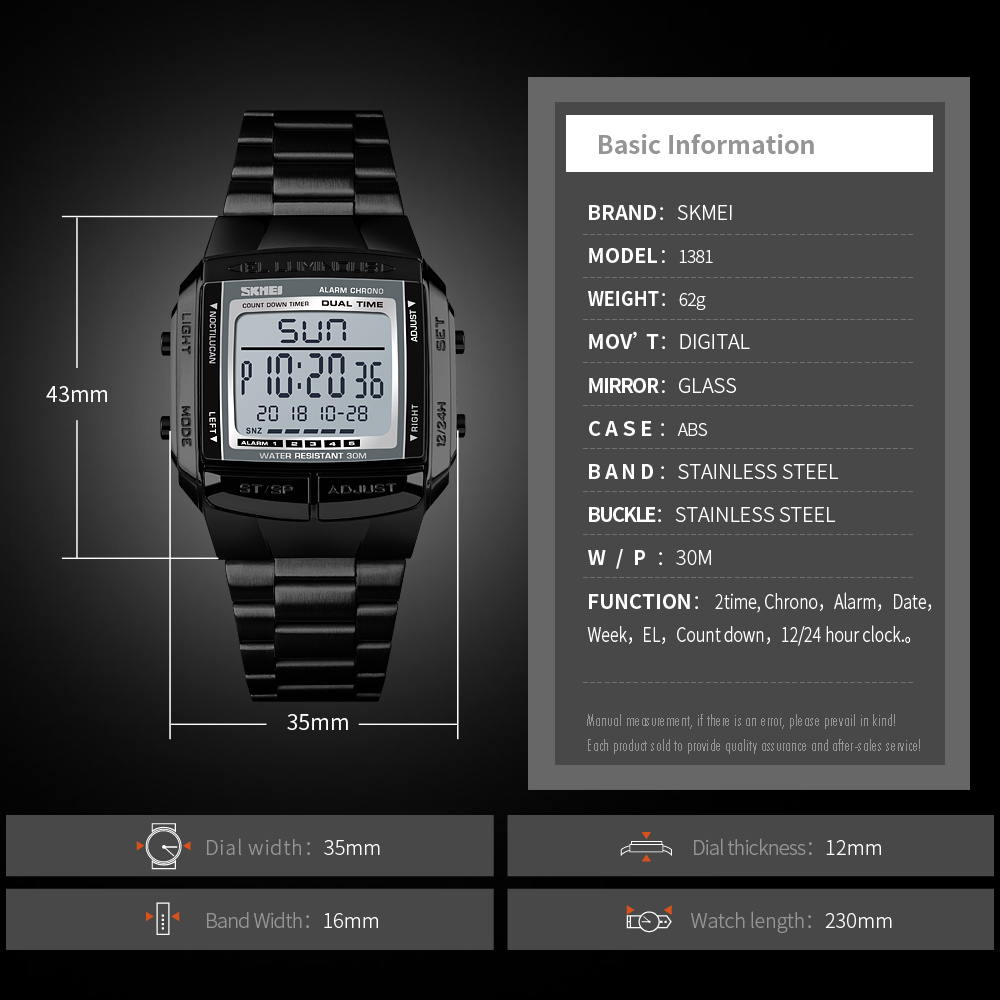 EL LUMINOUS
SKMEI ALARM CHRONO
COUNT DOWN TIMER DUAL TIME
LIGHT
NOCTILUCAN
ADJUST
SET
SUN
P 10:20 36
20 18 10-28
SNZ
MODE
LEFT
RIGHT
12/24H
ALARM 1 2 3 4 5
WATER RESISTANT 30M
ST/SP ADJUST
43mm
35mm
Basic Information
BRAND: SKMEI
MODEL: 1381
WEIGHT: 62g
MOV’ T: DIGITAL
MIRROR: GLASS
CASE: ABS
BAND: STAINLESS STEEL
BUCKLE: STAINLESS STEEL
W / P : 30M
FUNCTION: 2time, Chrono, Alarm, Date,
Week, EL, Count down, 12/24 hour clock.。
Manual measurement, if there is an error, please prevail in kind!
Each product sold to provide quality assurance and after-sales service!
Dial width: 35mm
Dial thickness: 12mm
Band Width: 16mm
Watch length: 230mm